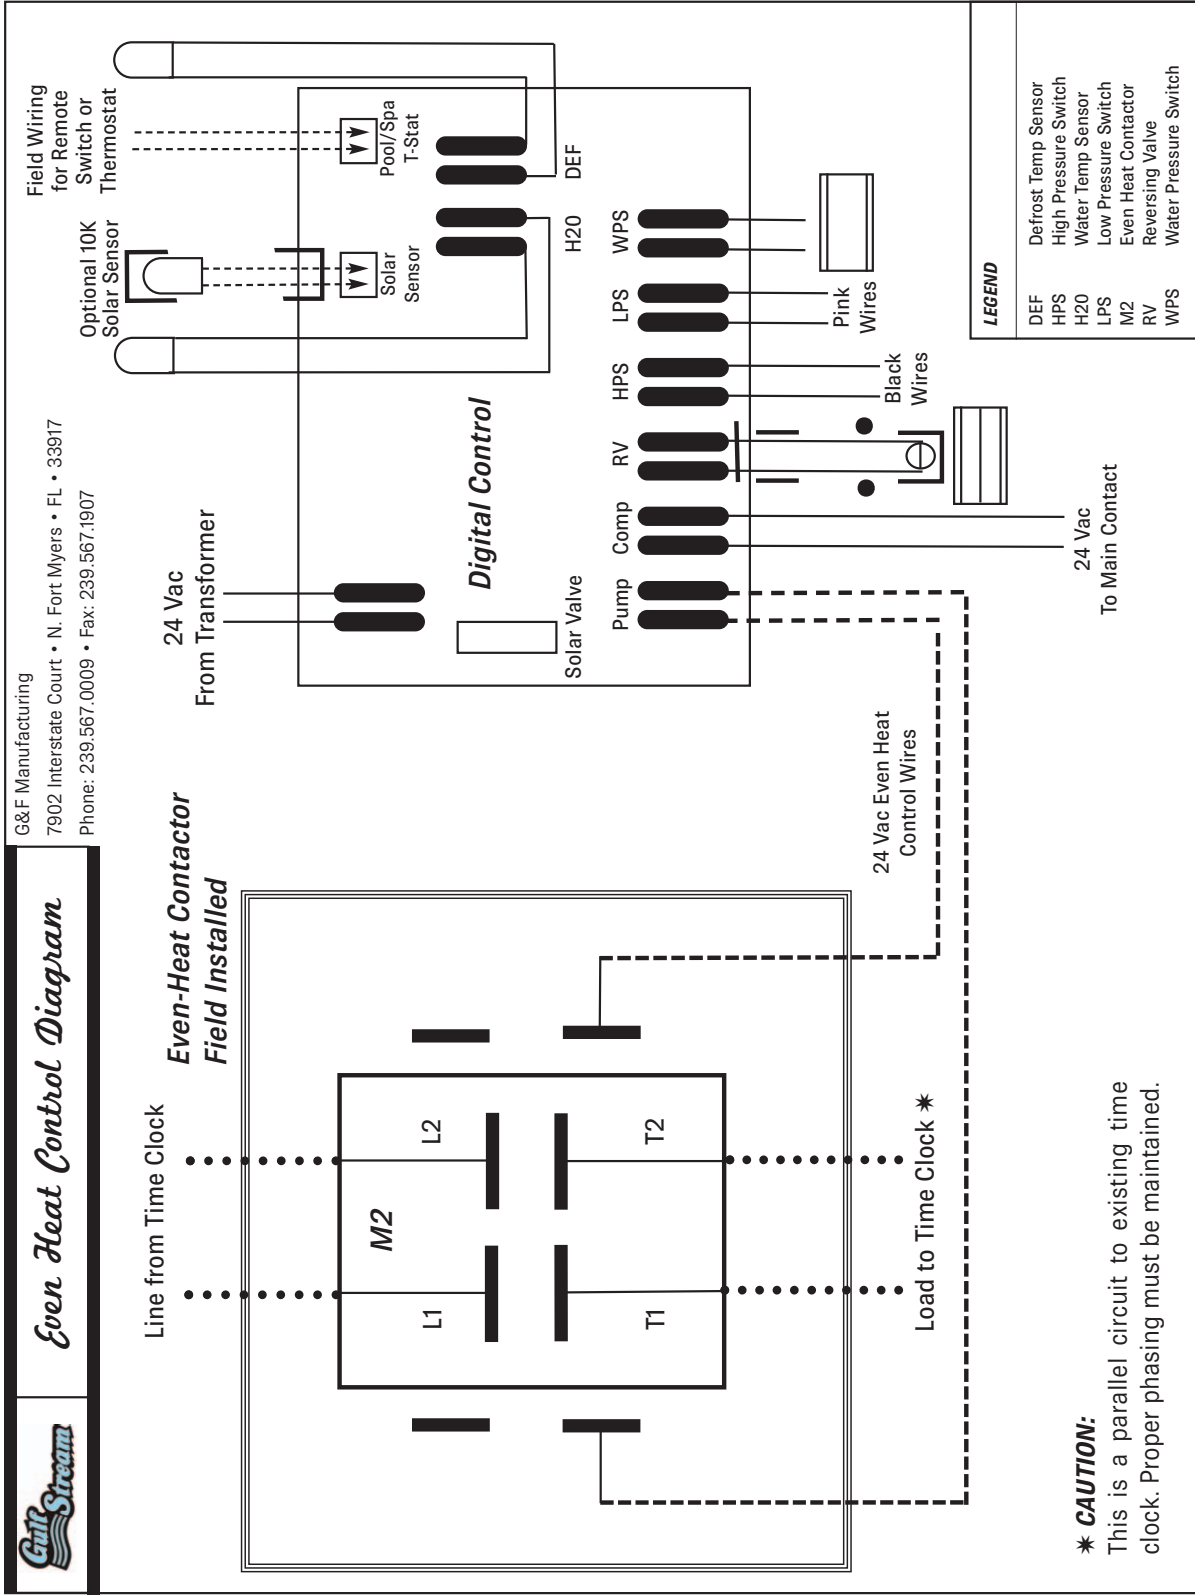 Gulf
Stream
Even Heat Control Diagram
G&F Manufacturing
7902 Interstate Court • N. Fort Myers • FL • 33917
Phone: 239.567.0009 • Fax: 239.567.1907
Line from Time Clock
Even-Heat Contactor
Field Installed
M2
L1
L2
T1
T2
Load to Time Clock ✷
24 Vac Even Heat
Control Wires
24 Vac
From Transformer
Optional 10K
Solar Sensor
Field Wiring
for Remote
Switch or
Thermostat
Solar
Sensor
Pool/Spa
T-Stat
Digital Control
Solar Valve
H20
DEF
Pump
Comp
RV
HPS
LPS
WPS
24 Vac
To Main Contact
Black
Wires
Pink
Wires
LEGEND
DEF Defrost Temp Sensor
HPS High Pressure Switch
H20 Water Temp Sensor
LPS Low Pressure Switch
M2 Even Heat Contactor
RV Reversing Valve
WPS Water Pressure Switch
✷ CAUTION:
This is a parallel circuit to existing time
clock. Proper phasing must be maintained.